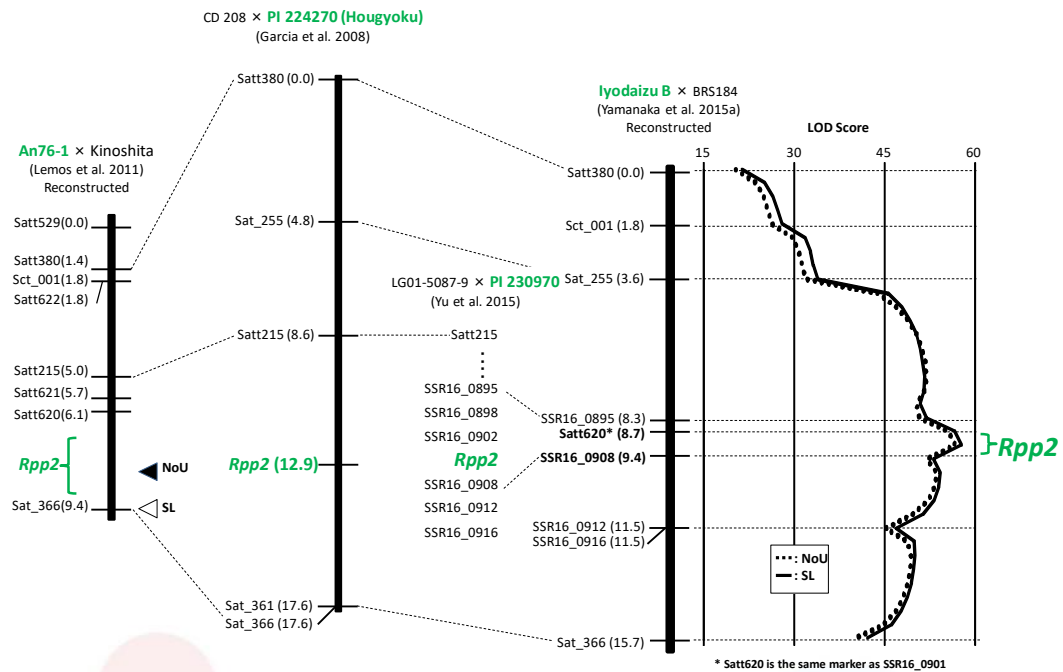 CD 208 × PI 224270 (Hougyoku)
(Garcia et al. 2008)
Satt380 (0.0)
Sat_255 (4.8)
Satt215 (8.6)
Rpp2 (12.9)
Sat_361 (17.6)
Sat_366 (17.6)
An76-1 × Kinoshita
(Lemos et al. 2011)
Reconstructed
Satt529(0.0)
Satt380(1.4)
Sct_001(1.8)
Satt622(1.8)
Satt215(5.0)
Satt621(5.7)
Satt620(6.1)
Rpp2
NoU
Sat_366(9.4)
SL
LG01-5087-9 × PI 230970
(Yu et al. 2015)
Satt215
SSR16_0895
SSR16_0898
SSR16_0902
Rpp2
SSR16_0908
SSR16_0912
SSR16_0916
Iyodaizu B × BRS184
(Yamanaka et al. 2015a)
Reconstructed
Satt380 (0.0)
Sct_001 (1.8)
Sat_255 (3.6)
SSR16_0895 (8.3)
Satt620* (8.7)
SSR16_0908 (9.4)
SSR16_0912 (11.5)
SSR16_0916 (11.5)
Sat_366 (15.7)
LOD Score
15 30 45 60
Rpp2
: NoU
: SL
* Satt620 is the same marker as SSR16_0901